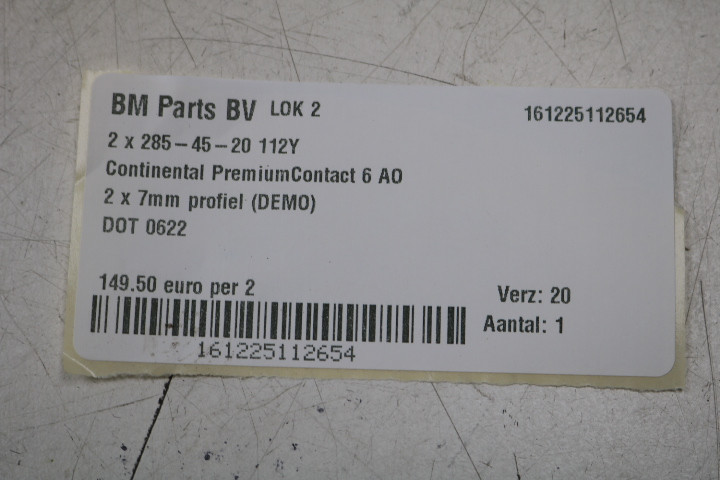 BM Parts BV LOK 2 161225112654
2 x 285-45-20 112Y
Continental PremiumContact 6 AO
2 x 7mm profiel (DEMO)
DOT 0622
149.50 euro per 2
Verz: 20
Aantal: 1
161225112654